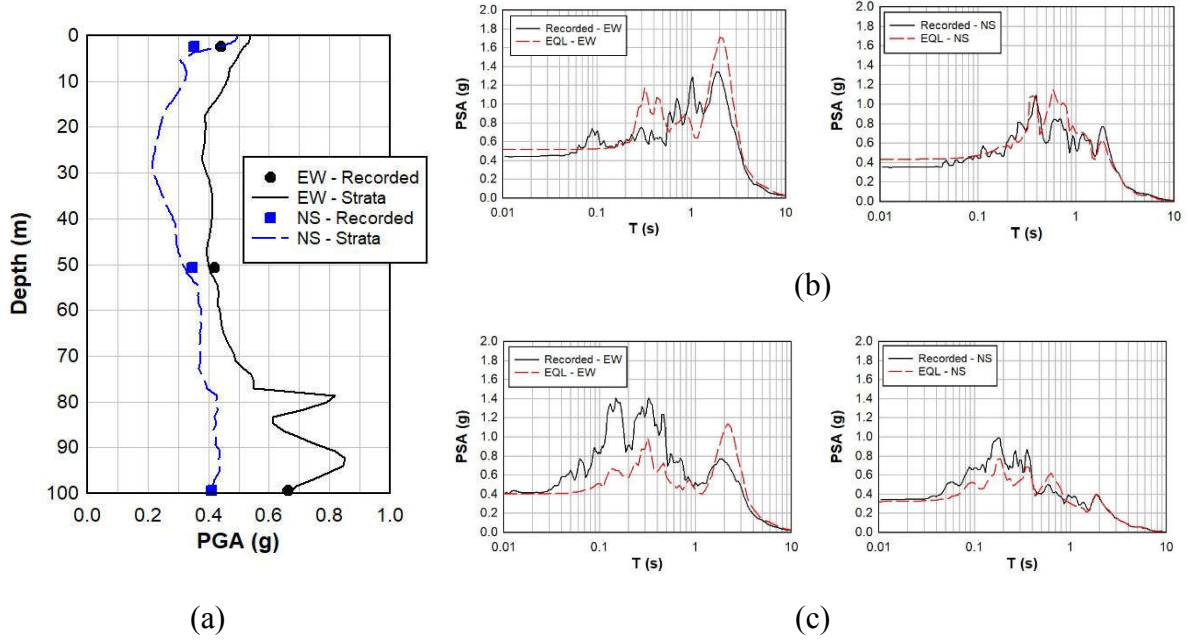 0
10
20
30
40
50
60
70
80
90
100
Depth (m)
0.0 0.2 0.4 0.6 0.8 1.0
PGA (g)
EW - Recorded
EW - Strata
NS - Recorded
NS - Strata
(a)
2.0
1.8
1.6
1.4
1.2
1.0
0.8
0.6
0.4
0.2
0.0
PSA (g)
Recorded - EW
EQL - EW
0.01 0.1 1 10
T (s)
2.0
1.8
1.6
1.4
1.2
1.0
0.8
0.6
0.4
0.2
0.0
PSA (g)
Recorded - NS
EQL - NS
0.01 0.1 1 10
T (s)
(b)
2.0
1.8
1.6
1.4
1.2
1.0
0.8
0.6
0.4
0.2
0.0
PSA (g)
Recorded - EW
EQL - EW
0.01 0.1 1 10
T (s)
2.0
1.8
1.6
1.4
1.2
1.0
0.8
0.6
0.4
0.2
0.0
PSA (g)
Recorded - NS
EQL - NS
0.01 0.1 1 10
T (s)
(c)